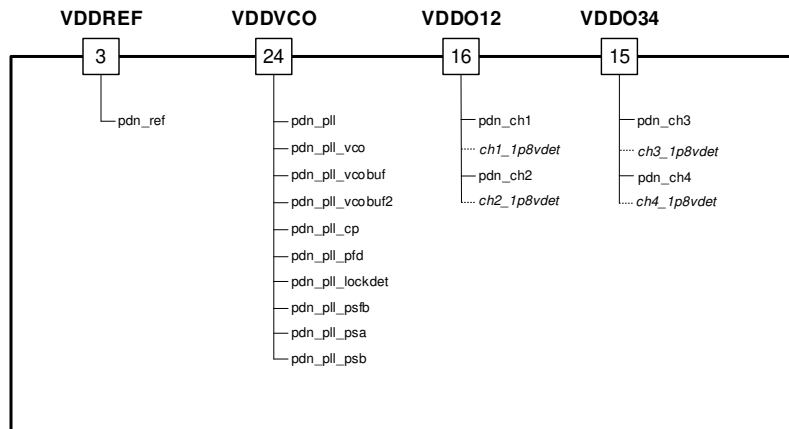 VDDREF VDDVCO VDDO12 VDDO34
3 24 16 15
pdn_ref pdn_pll pdn_ch1 pdn_ch3
pdn_pll_vco ch1_1p8vdet ch3_1p8vdet
pdn_pll_vcobuf pdn_ch2 pdn_ch4
pdn_pll_vcobuf2 ch2_1p8vdet ch4_1p8vdet
pdn_pll_cp
pdn_pll_pfd
pdn_pll_lockdet
pdn_pll_psfb
pdn_pll_psa
pdn_pll_psb